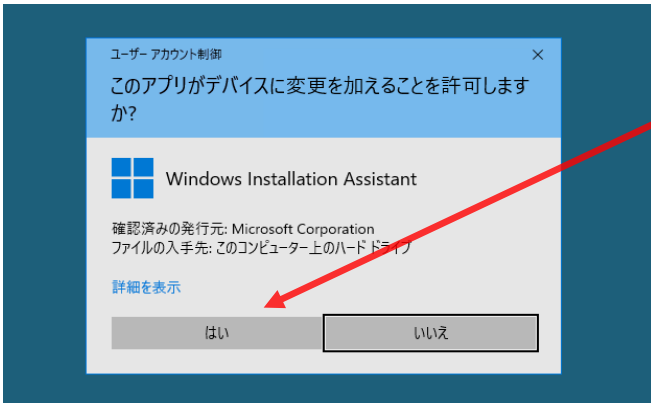 ユーザー アカウント制御
このアプリがデバイスに変更を加えることを許可します
か?
Windows Installation Assistant
確認済みの発行元: Microsoft Corporation
ファイルの入手先: このコンピューター上のハード ドライブ
詳細を表示
はい
いいえ